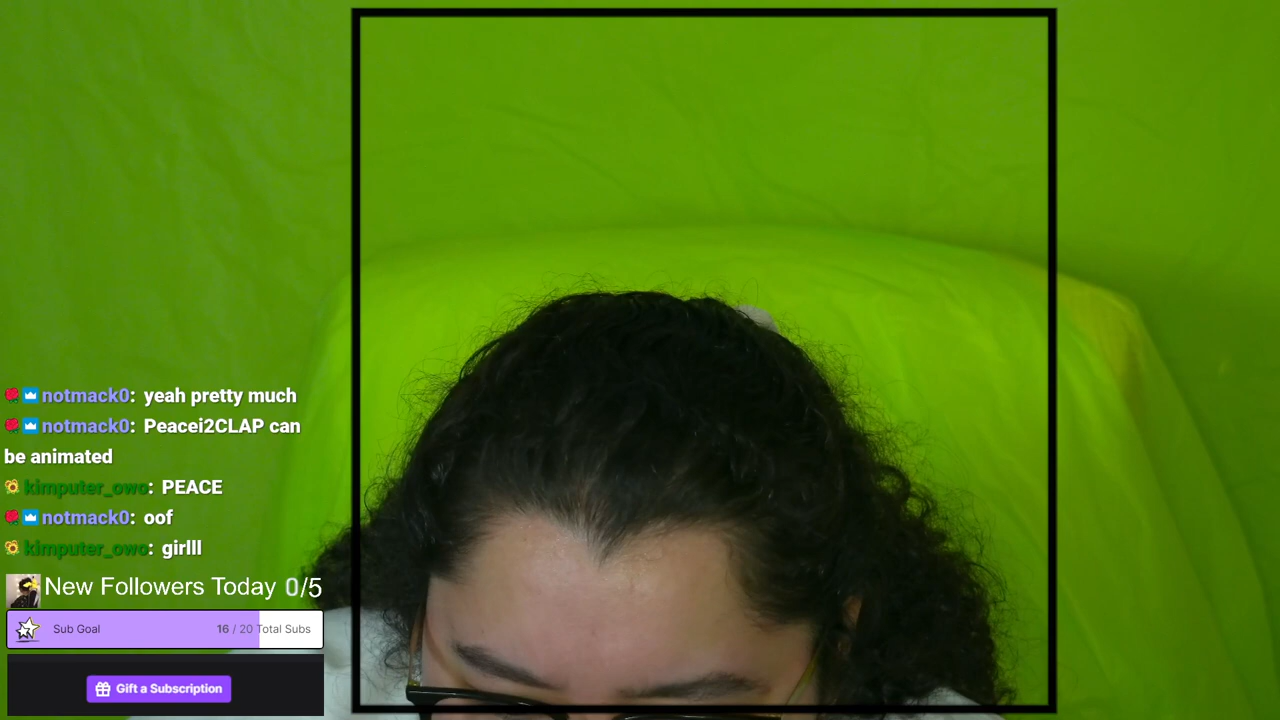 notmack0: yeah pretty much
notmack0: Peacei2CLAP can
be animated
kimputer_owo: PEACE
notmack0: oof
kimputer_owo: girlll
New Followers Today 0/5
Sub Goal 16 / 20 Total Subs
Gift a Subscription